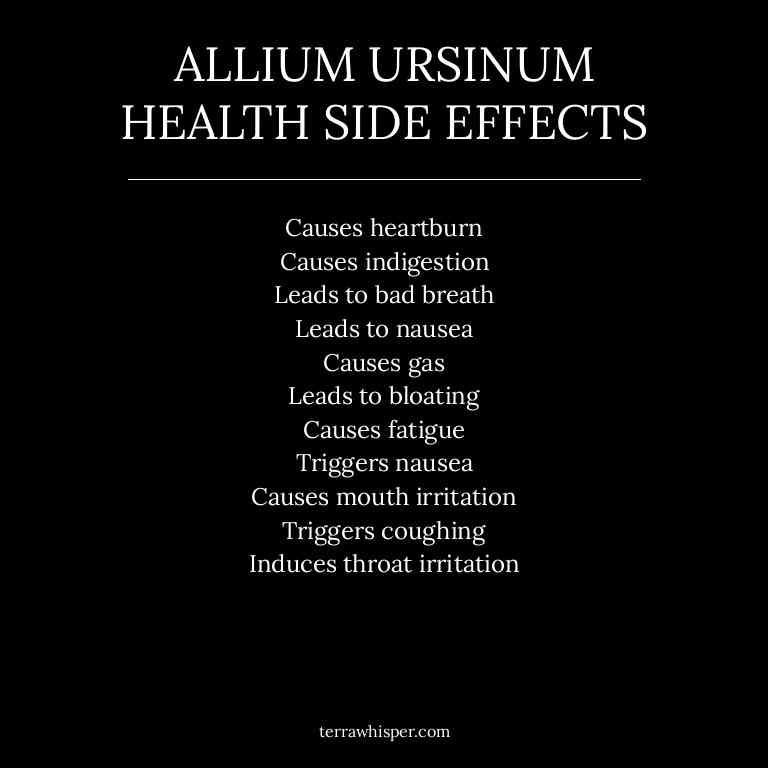 ALLIUM URSINUM
HEALTH SIDE EFFECTS
Causes heartburn
Causes indigestion
Leads to bad breath
Leads to nausea
Causes gas
Leads to bloating
Causes fatigue
Triggers nausea
Causes mouth irritation
Triggers coughing
Induces throat irritation
terrawhisper.com